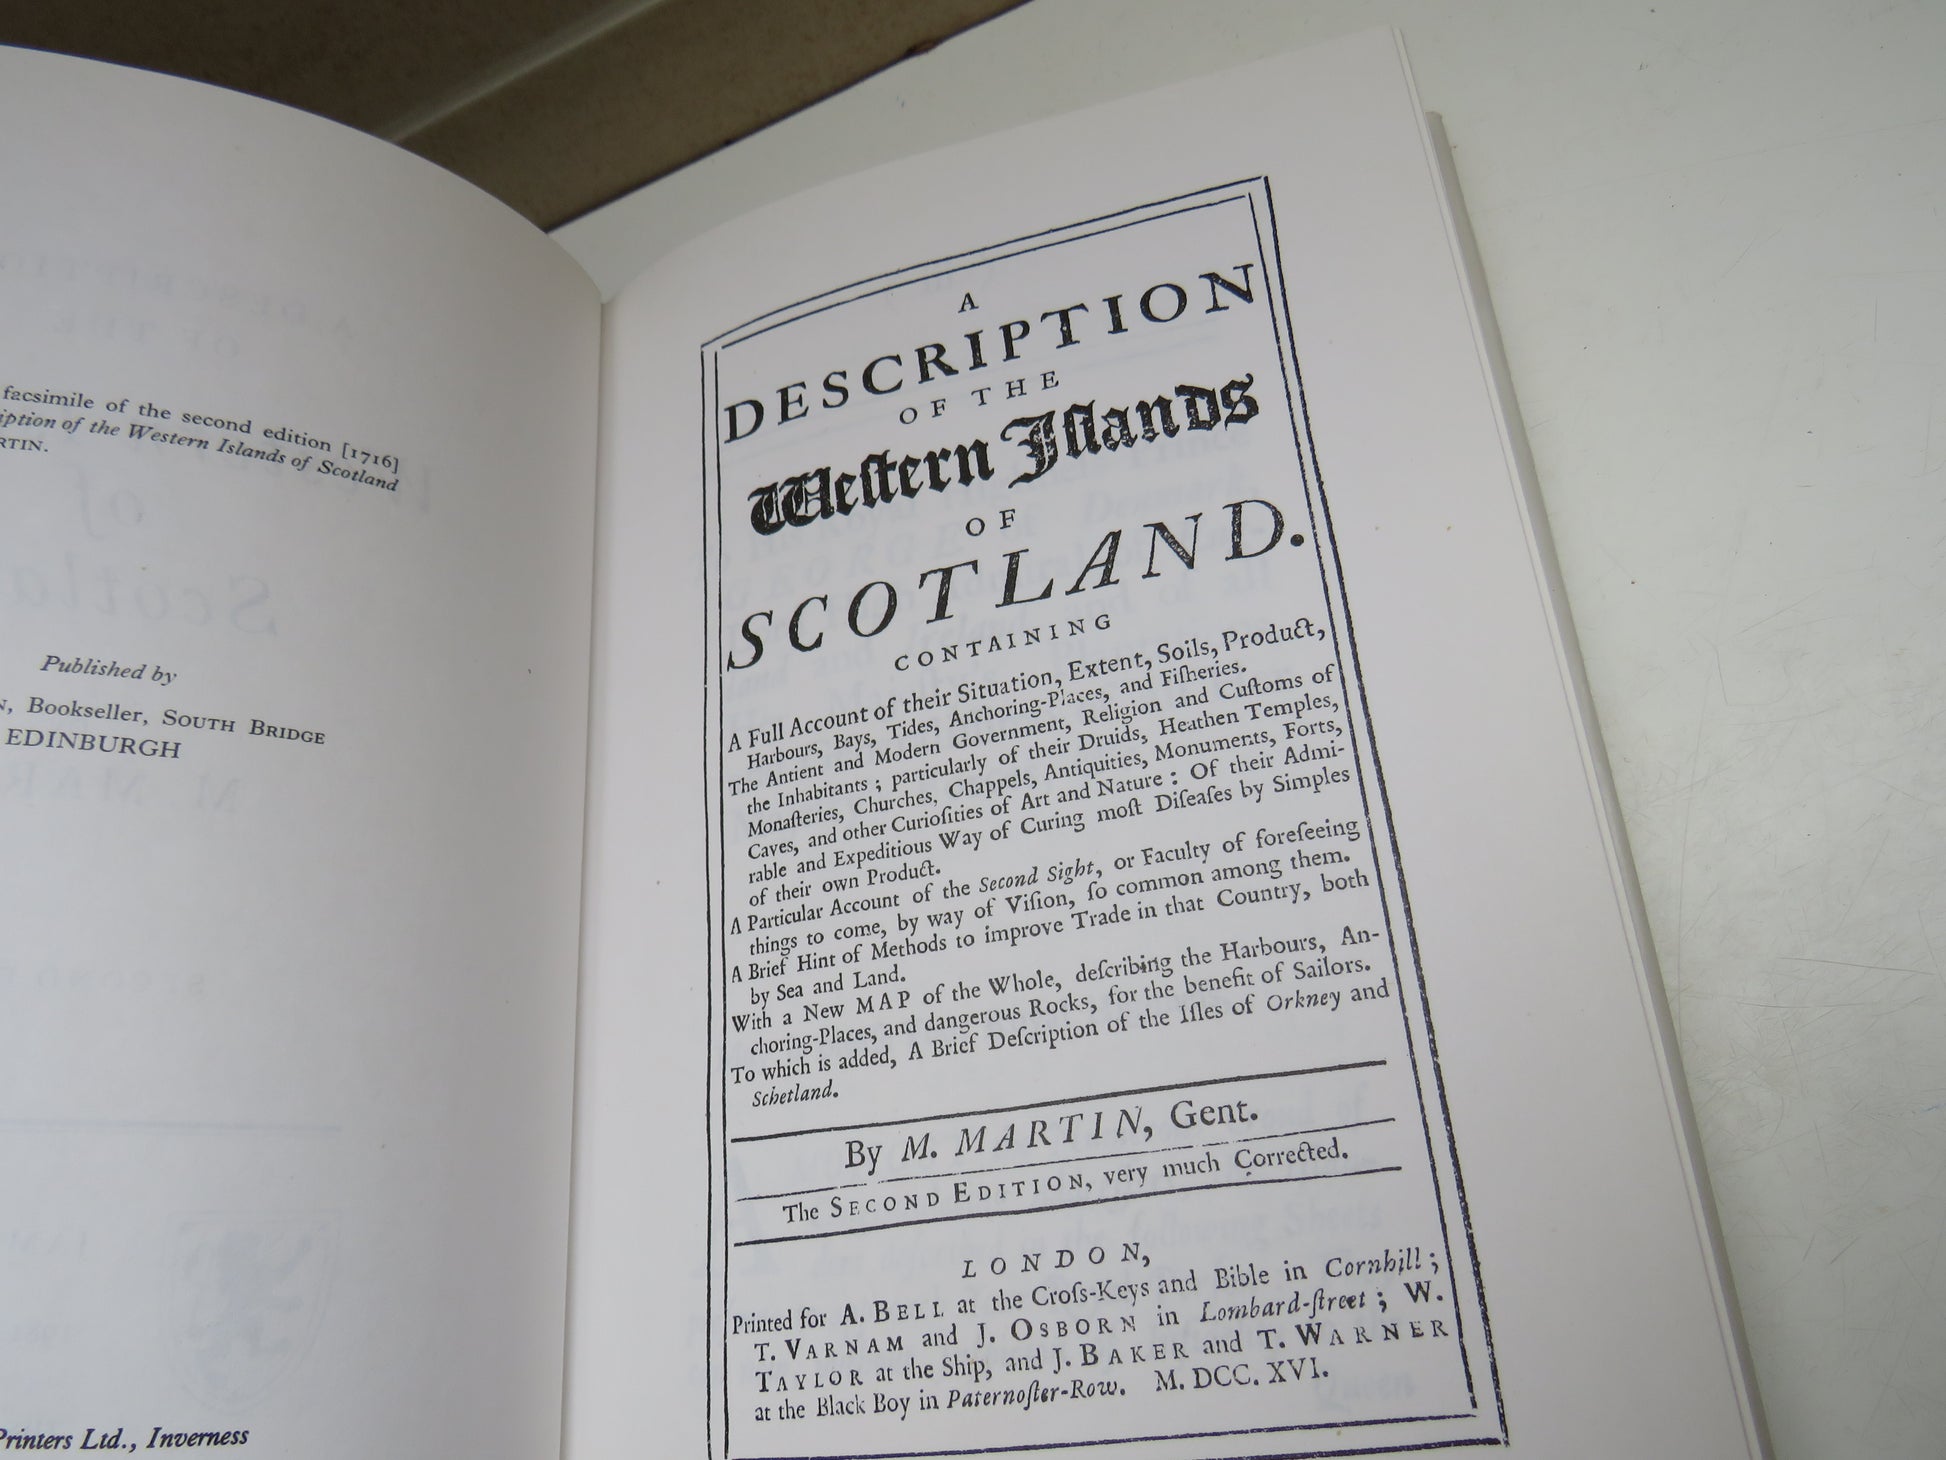 facsimile of the second edition [1716]
iption of the Western Islands of Scotland
RTIN.
Published by
N, Bookseller, SOUTH BRIDGE
EDINBURGH
Printers Ltd., Inverness
A
DESCRIPTION
OF THE
Weſtern Iſlands
OF
SCOTLAND.
CONTAINING
A Full Account of their Situation, Extent, Soils, Product,
Harbours, Bays, Tides, Anchoring-Places, and Fiſheries.
The Antient and Modern Government, Religion and Cuſtoms of
the Inhabitants ; particularly of their Druids, Heathen Temples,
Monaſteries, Churches, Chappels, Antiquities, Monuments, Forts,
Caves, and other Curioſities of Art and Nature : Of their Admi-
rable and Expeditious Way of Curing moſt Diſeaſes by Simples
of their own Product.
A Particular Account of the Second Sight, or Faculty of foreſeeing
things to come, by way of Viſion, ſo common among them.
A Brief Hint of Methods to improve Trade in that Country, both
by Sea and Land.
With a New MAP of the Whole, deſcribing the Harbours, An-
choring-Places, and dangerous Rocks, for the benefit of Sailors.
To which is added, A Brief Deſcription of the Iſles of Orkney and
Schetland.
By M. MARTIN, Gent.
The SECOND EDITION, very much Corrected.
LONDON,
Printed for A. BELL at the Croſs-Keys and Bible in Cornhill ;
T. VARNAM and J. OSBORN in Lombard-ſtreet ; W.
TAYLOR at the Ship, and J. BAKER and T. WARNER
at the Black Boy in Paternoſter-Row. M. DCC. XVI.